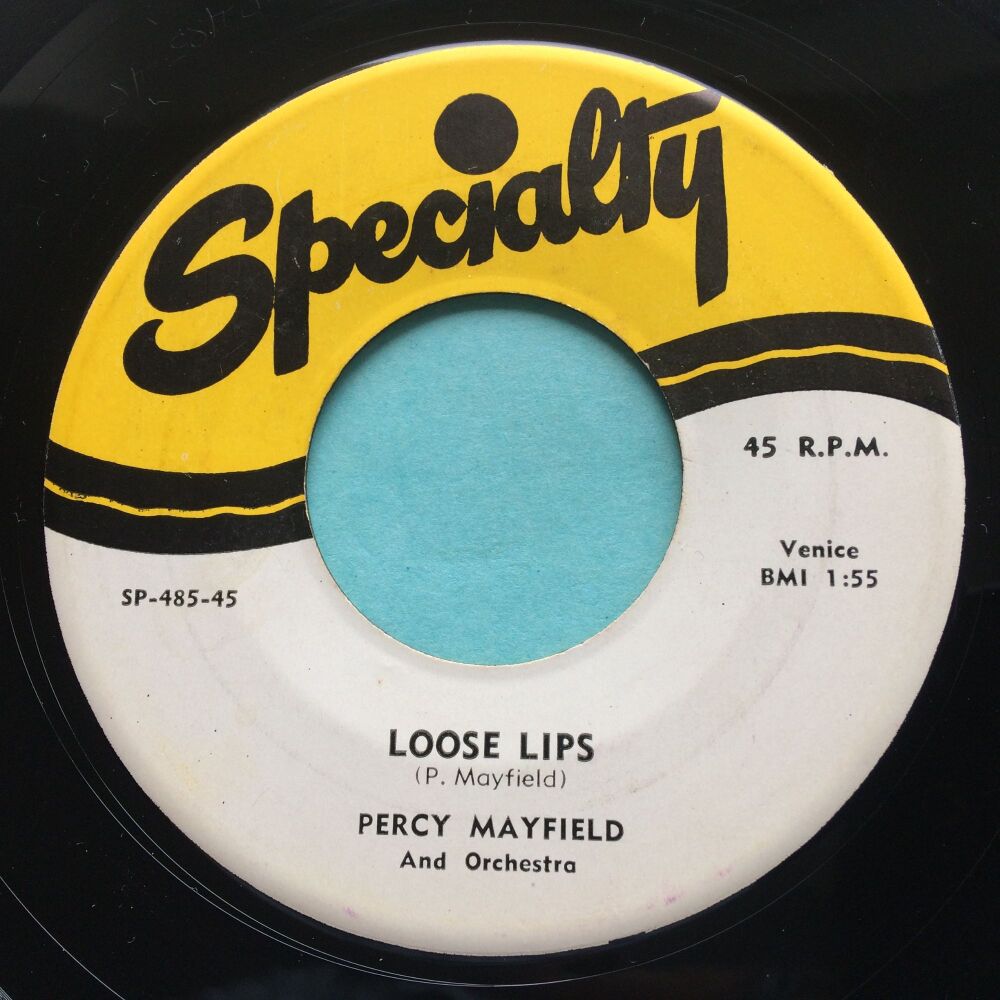 Specialty
45 R.P.M.
Venice
BMI 1:55
SP-485-45
LOOSE LIPS
(P. Mayfield)
PERCY MAYFIELD
And Orchestra